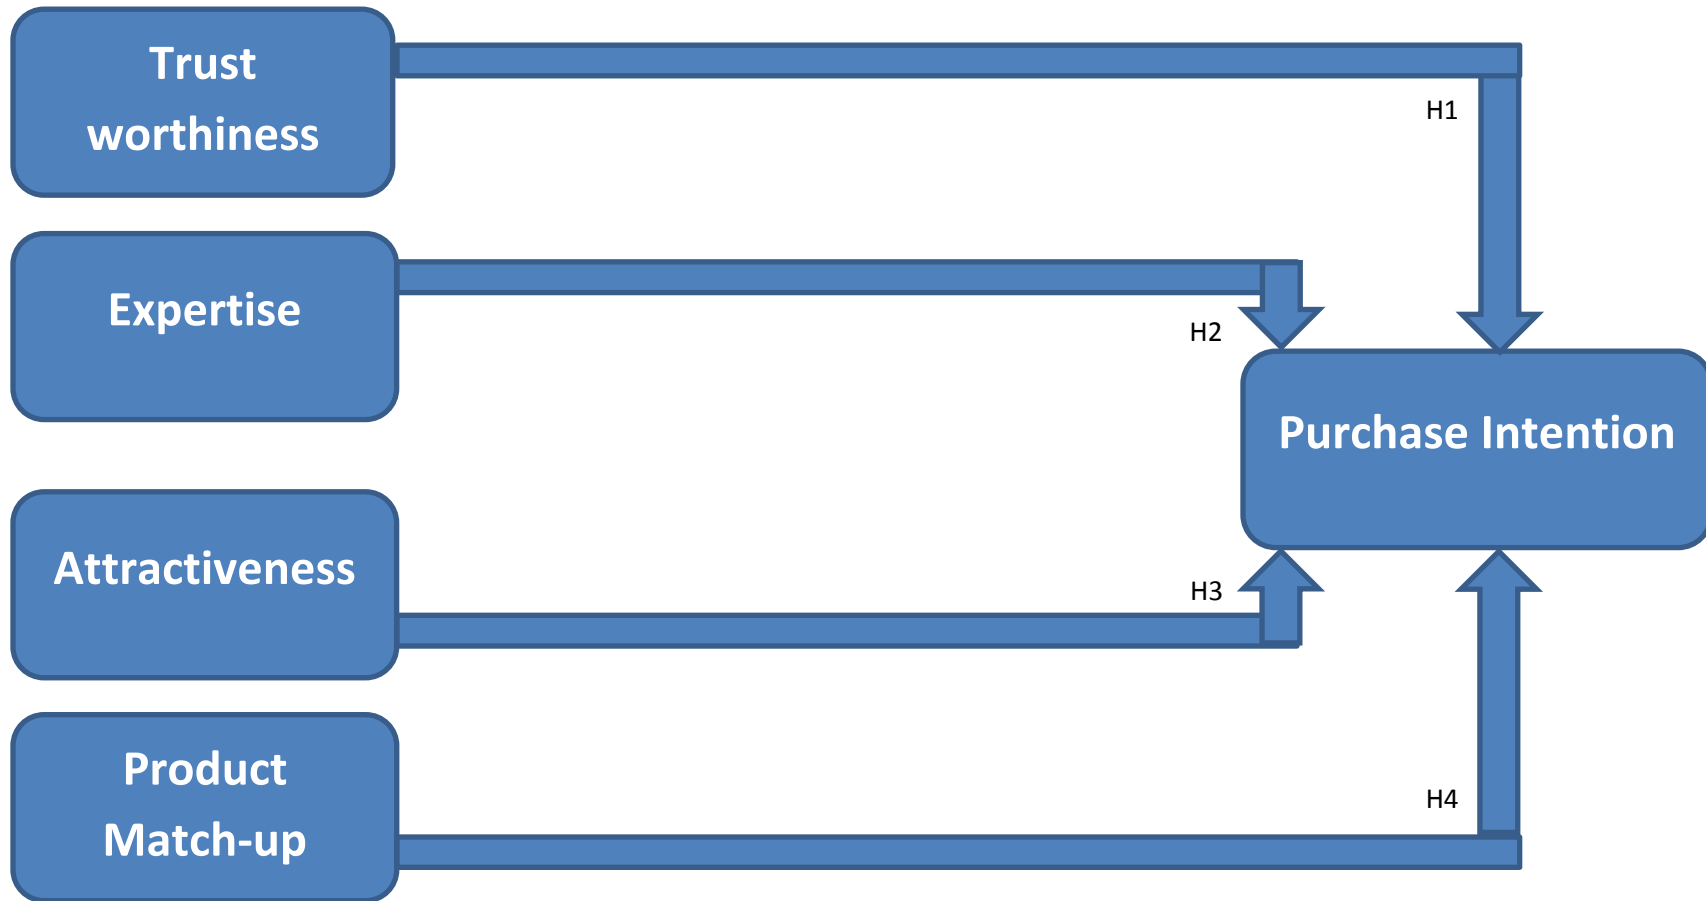 Trust
worthiness
H1
Expertise
H2
Purchase Intention
Attractiveness
H3
Product
Match-up
H4